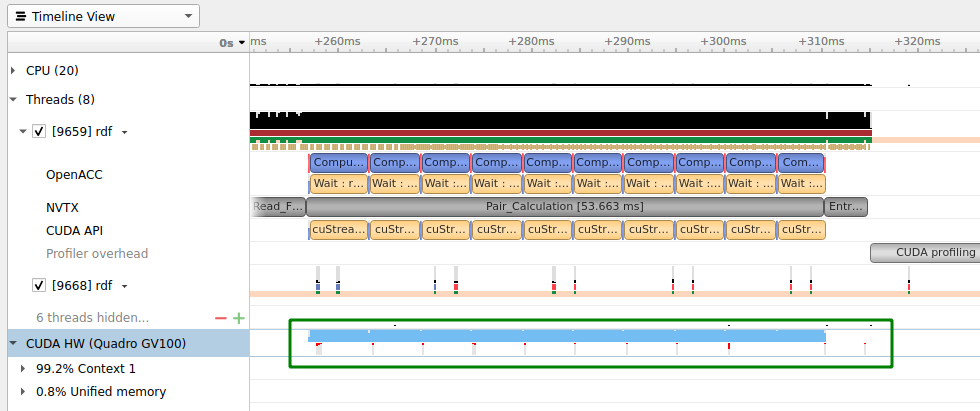 Timeline View
0s ms +260ms +270ms +280ms +290ms +300ms +310ms +320ms
CPU (20)
Threads (8)
[9659] rdf
OpenACC Compu... Comp... Comp... Comp... Comp... Comp... Comp... Comp... Comp... Com...
Wait : r... Wait : ... Wait : ... Wait : ... Wait : ... Wait : ... Wait : ... Wait : ... Wait : ... Wait :...
NVTX Read_F... Pair_Calculation [53.663 ms] Entr...
CUDA API cuStrea... cuStr... cuStr... cuStr... cuStr... cuStr... cuStr... cuStr... cuStr... cuStr...
Profiler overhead CUDA profiling
[9668] rdf
6 threads hidden...
CUDA HW (Quadro GV100)
99.2% Context 1
0.8% Unified memory